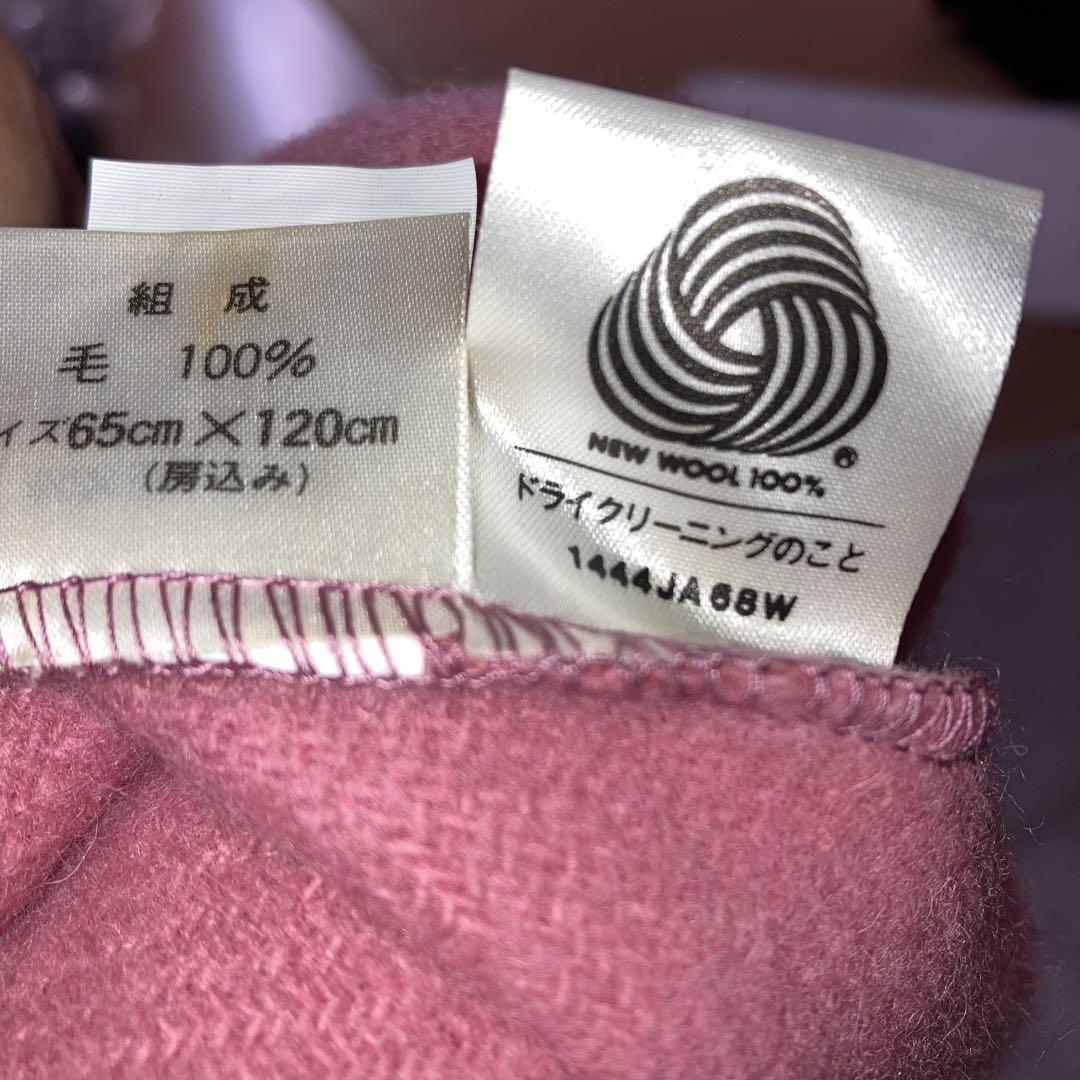 組 成
毛 100%
イズ65cm×120cm
(房込み)
NEW WOOL 100%
®
ドライクリーニングのこと
1444JA68W